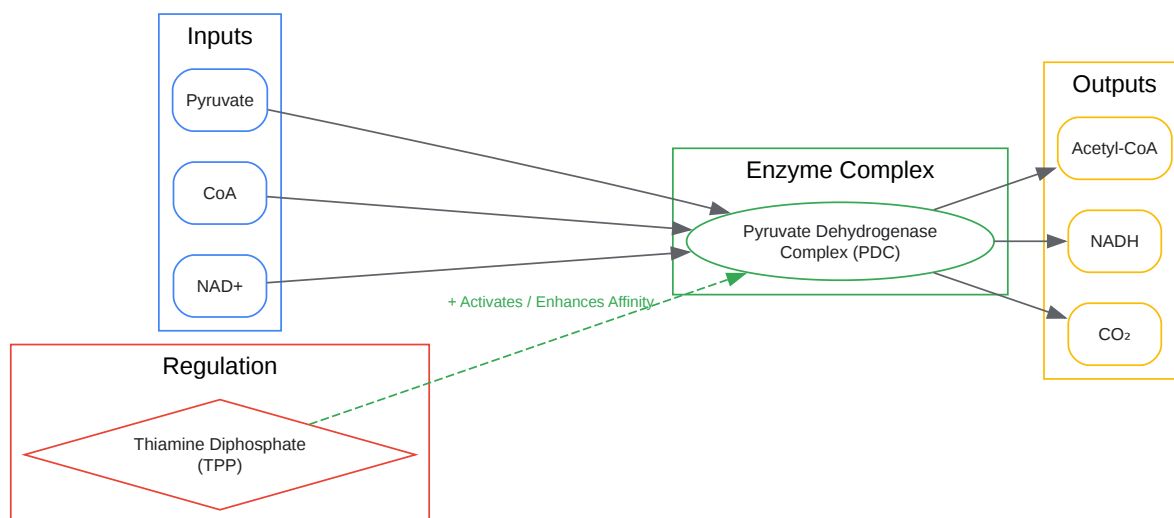 Inputs
Pyruvate
CoA
NAD+
Regulation
Thiamine Diphosphate
(TPP)
+ Activates / Enhances Affinity
Enzyme Complex
Pyruvate Dehydrogenase
Complex (PDC)
Outputs
Acetyl-CoA
NADH
CO₂